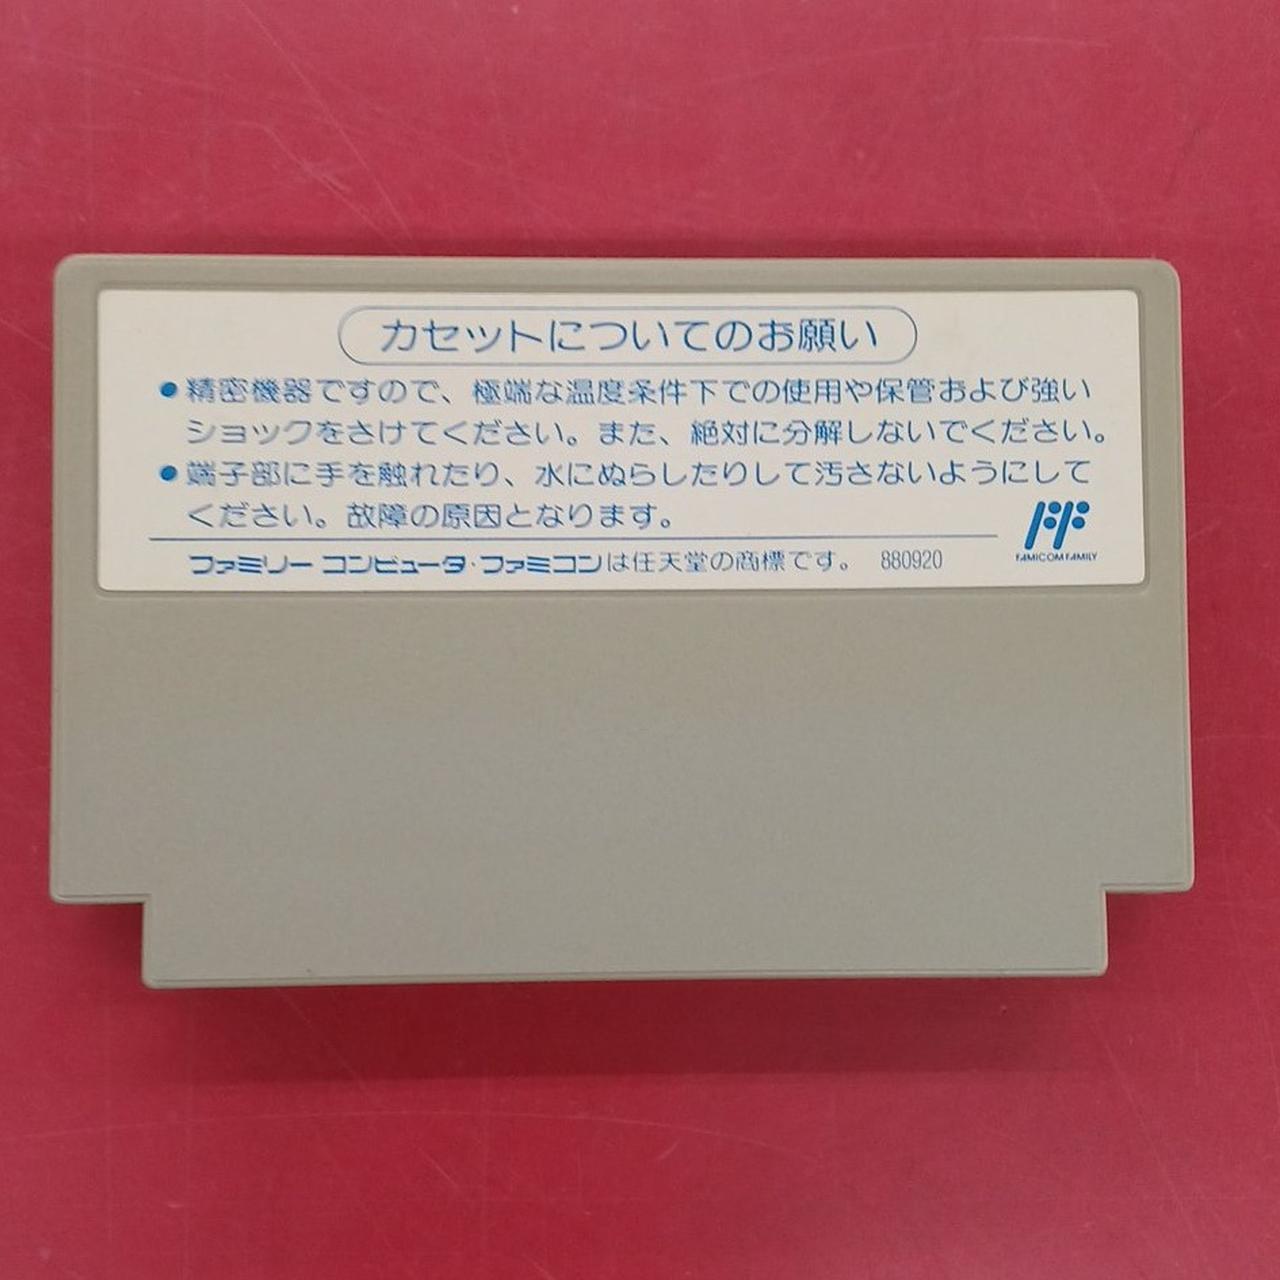 カセットについてのお願い
●精密機器ですので、極端な温度条件下での使用や保管および強い
ショックをさけてください。また、絶対に分解しないでください。
●端子部に手を触れたり、水にぬらしたりして汚さないようにして
ください。故障の原因となります。
FAMICOM FAMILY
ファミリーコンピュータ・ファミコンは任天堂の商標です。 880920